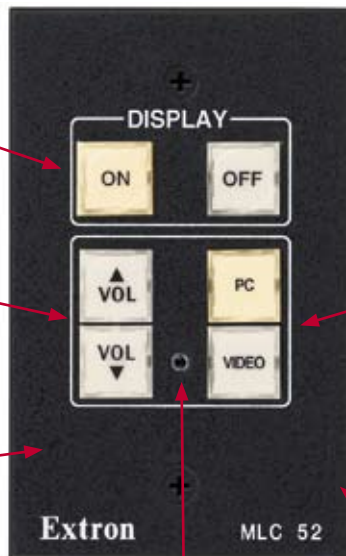 DISPLAY
ON OFF
VOL PC
VOL VIDEO
Extron MLC 52